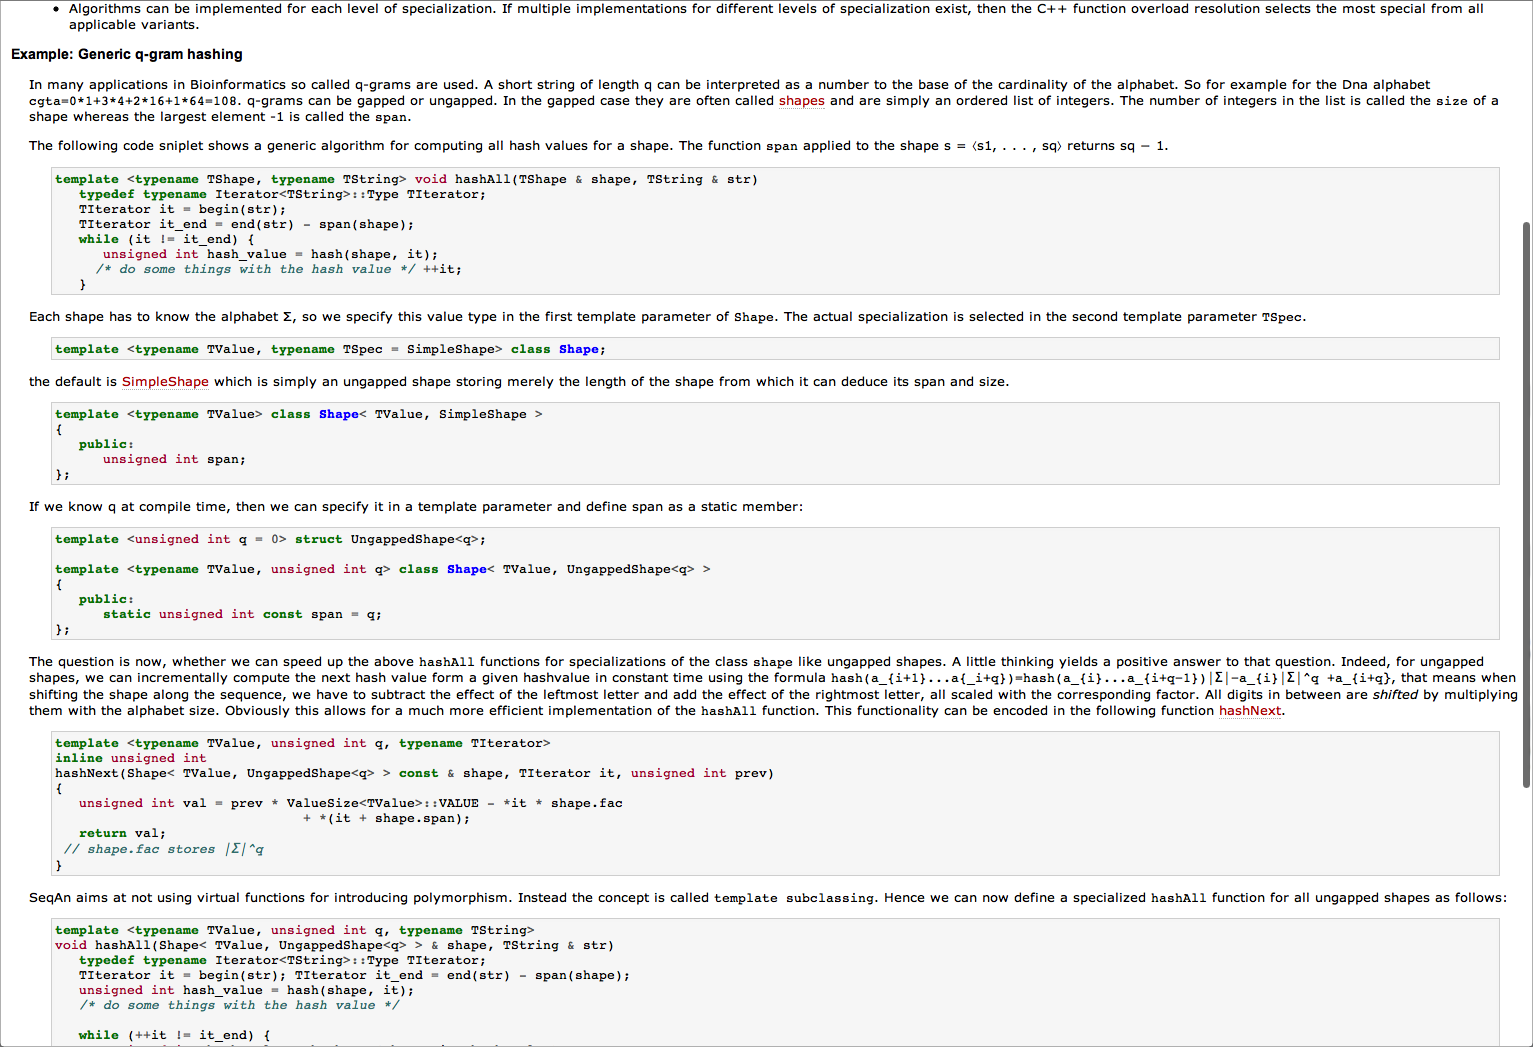 • Algorithms can be implemented for each level of specialization. If multiple implementations for different levels of specialization exist, then the C++ function overload resolution selects the most special from all
applicable variants.
Example: Generic q-gram hashing
In many applications in Bioinformatics so called q-grams are used. A short string of length q can be interpreted as a number to the base of the cardinality of the alphabet. So for example for the Dna alphabet
cgta=0*1+3*4+2*16+1*64=108. q-grams can be gapped or ungapped. In the gapped case they are often called shapes and are simply an ordered list of integers. The number of integers in the list is called the size of a
shape whereas the largest element -1 is called the span.
The following code sniplet shows a generic algorithm for computing all hash values for a shape. The function span applied to the shape s = ⟨s1, . . . , sq⟩ returns sq − 1.
template <typename TShape, typename TString> void hashAll(TShape & shape, TString & str)
   typedef typename Iterator<TString>::Type TIterator;
   TIterator it = begin(str);
   TIterator it_end = end(str) - span(shape);
   while (it != it_end) {
      unsigned int hash_value = hash(shape, it);
     /* do some things with the hash value */ ++it;
   }
Each shape has to know the alphabet Σ, so we specify this value type in the first template parameter of Shape. The actual specialization is selected in the second template parameter TSpec.
template <typename TValue, typename TSpec = SimpleShape> class Shape;
the default is SimpleShape which is simply an ungapped shape storing merely the length of the shape from which it can deduce its span and size.
template <typename TValue> class Shape< TValue, SimpleShape >
{
   public:
      unsigned int span;
};
If we know q at compile time, then we can specify it in a template parameter and define span as a static member:
template <unsigned int q = 0> struct UngappedShape<q>;
template <typename TValue, unsigned int q> class Shape< TValue, UngappedShape<q> >
{
   public:
      static unsigned int const span = q;
};
The question is now, whether we can speed up the above hashAll functions for specializations of the class shape like ungapped shapes. A little thinking yields a positive answer to that question. Indeed, for ungapped
shapes, we can incrementally compute the next hash value form a given hashvalue in constant time using the formula hash(a_{i+1}...a{_i+q})=hash(a_{i}...a_{i+q-1})|Σ|-a_{i}|Σ|^q +a_{i+q}, that means when
shifting the shape along the sequence, we have to subtract the effect of the leftmost letter and add the effect of the rightmost letter, all scaled with the corresponding factor. All digits in between are shifted by multiplying
them with the alphabet size. Obviously this allows for a much more efficient implementation of the hashAll function. This functionality can be encoded in the following function hashNext.
template <typename TValue, unsigned int q, typename TIterator>
inline unsigned int
hashNext(Shape< TValue, UngappedShape<q> > const & shape, TIterator it, unsigned int prev)
{
   unsigned int val = prev * ValueSize<TValue>::VALUE - *it * shape.fac
                               + *(it + shape.span);
   return val;
 // shape.fac stores |Σ|^q
}
SeqAn aims at not using virtual functions for introducing polymorphism. Instead the concept is called template subclassing. Hence we can now define a specialized hashAll function for all ungapped shapes as follows:
template <typename TValue, unsigned int q, typename TString>
void hashAll(Shape< TValue, UngappedShape<q> > & shape, TString & str)
   typedef typename Iterator<TString>::Type TIterator;
   TIterator it = begin(str); TIterator it_end = end(str) - span(shape);
   unsigned int hash_value = hash(shape, it);
   /* do some things with the hash value */
   while (++it != it_end) {